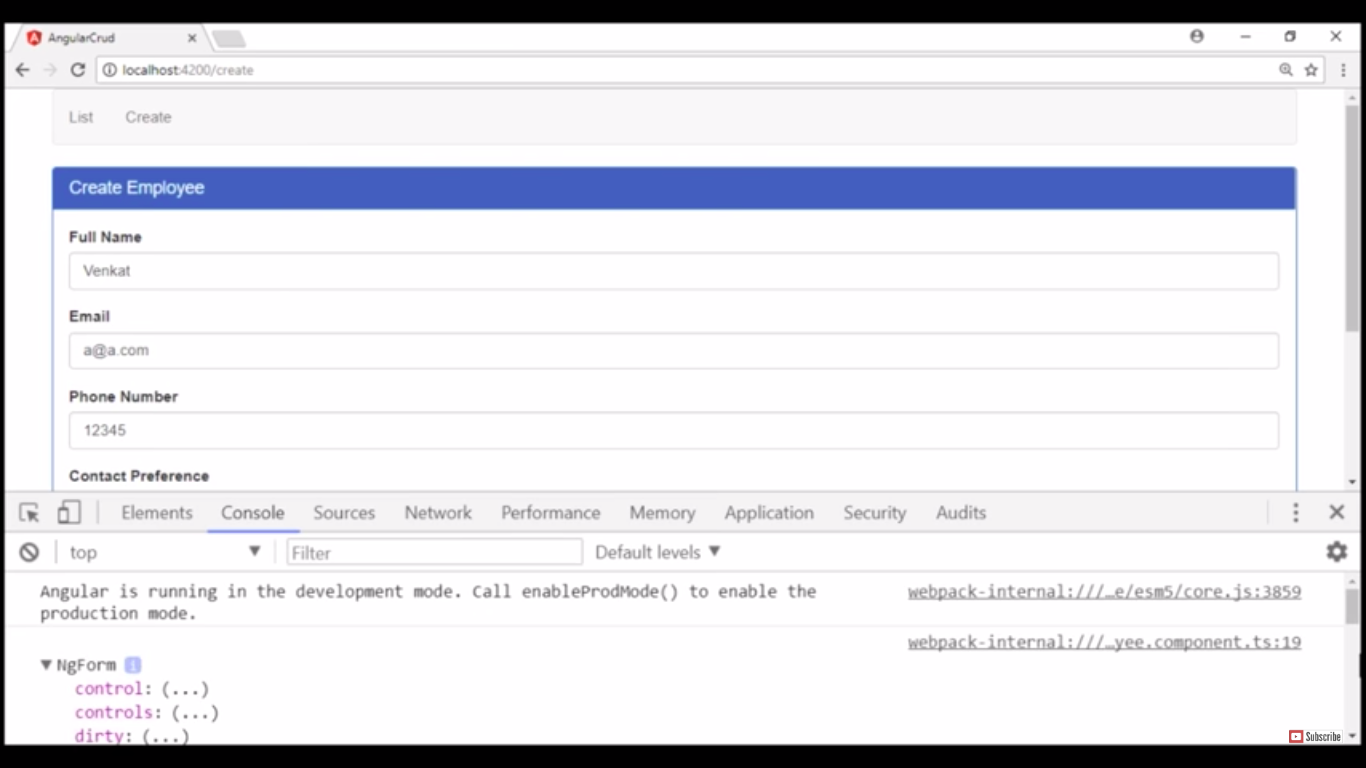 AngularCrud
localhost:4200/create
List Create
Create Employee
Full Name
Venkat
Email
a@a.com
Phone Number
12345
Contact Preference
Elements Console Sources Network Performance Memory Application Security Audits
top Filter Default levels
Angular is running in the development mode. Call enableProdMode() to enable the webpack-internal:///…e/esm5/core.js:3859
production mode.
webpack-internal:///…yee.component.ts:19
NgForm i
control: (...)
controls: (...)
dirty: (...)
Subscribe